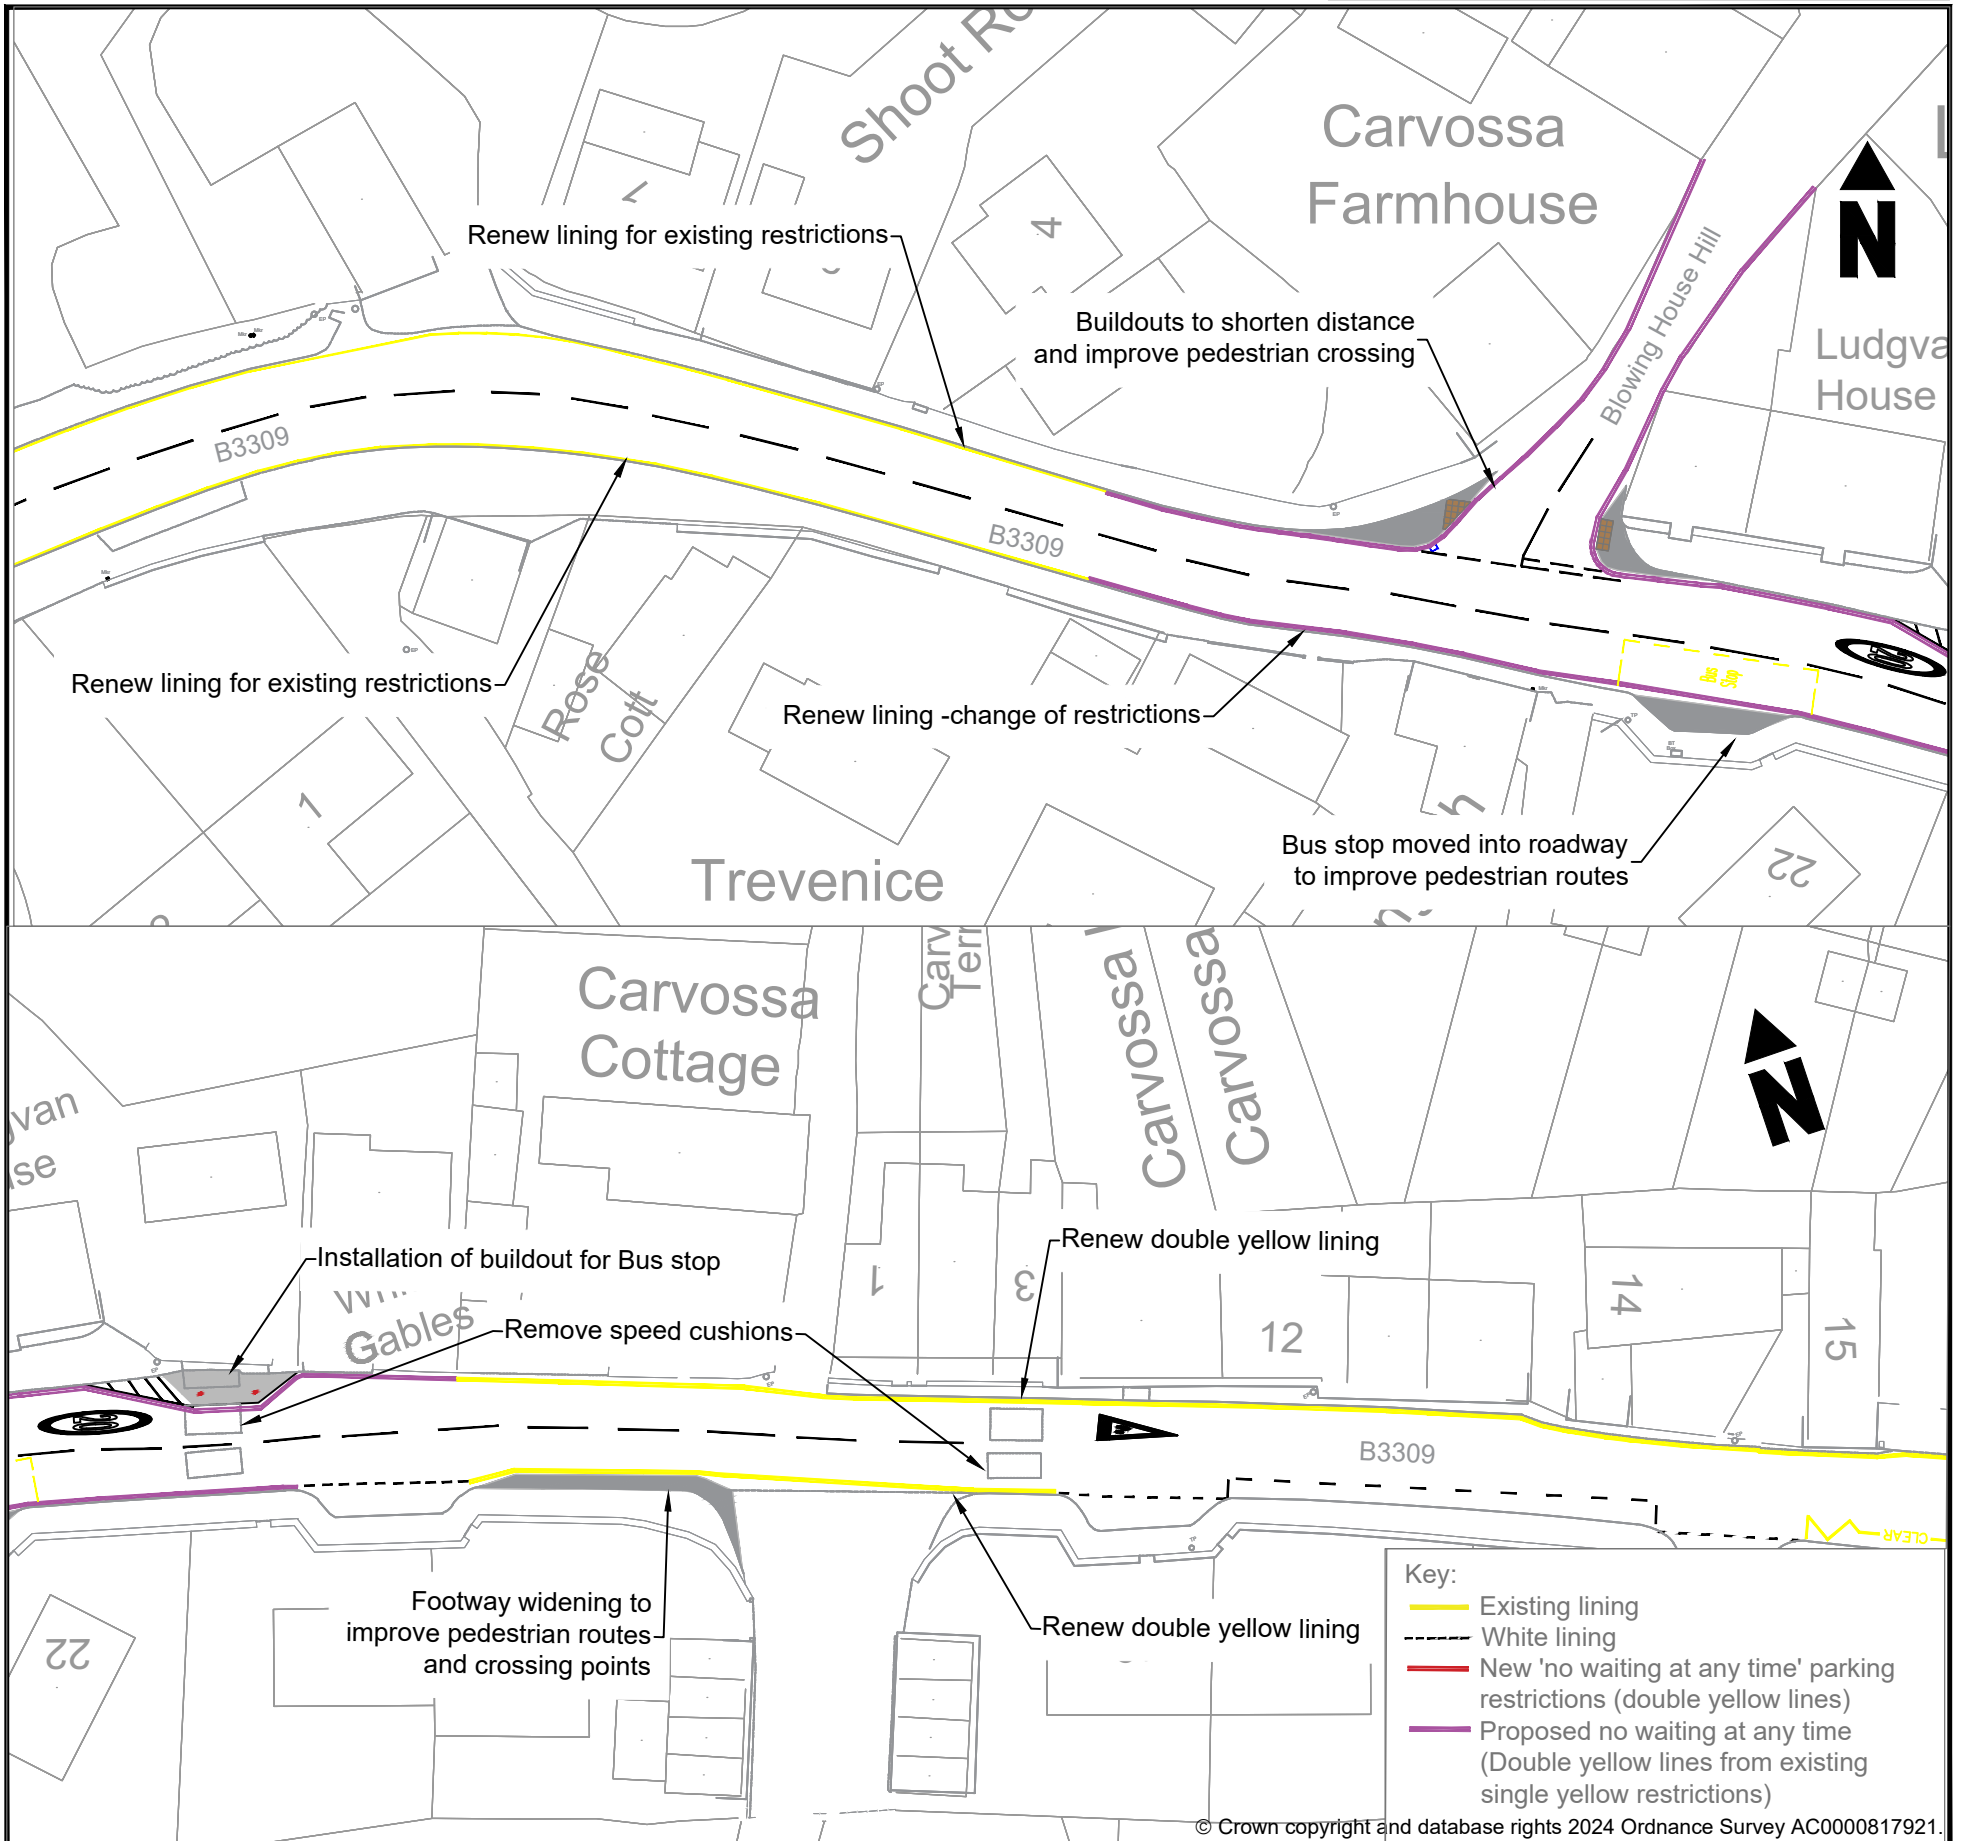 Shoot
Carvossa
Farmhouse
N
7
4
Renew lining for existing restrictions
Buildouts to shorten distance
and improve pedestrian crossing
Blowing House Hill
House
B3309
B3309
Renew lining for existing restrictions
Rose
Cott
Renew lining -change of restrictions
BUS
STOP
20
1
Trevenice
Bus stop moved into roadway
to improve pedestrian routes
22
Carvossa
Cottage
Carvossa
Carvossa
N
Installation of buildout for Bus stop
Gables
Remove speed cushions
Renew double yellow lining
1
3
12
14
15
20
B3309
CLEAR
Footway widening to
improve pedestrian routes
and crossing points
Renew double yellow lining
22
Key:
Existing lining
White lining
New 'no waiting at any time' parking
restrictions (double yellow lines)
Proposed no waiting at any time
(Double yellow lines from existing
single yellow restrictions)
© Crown copyright and database rights 2024 Ordnance Survey AC0000817921.